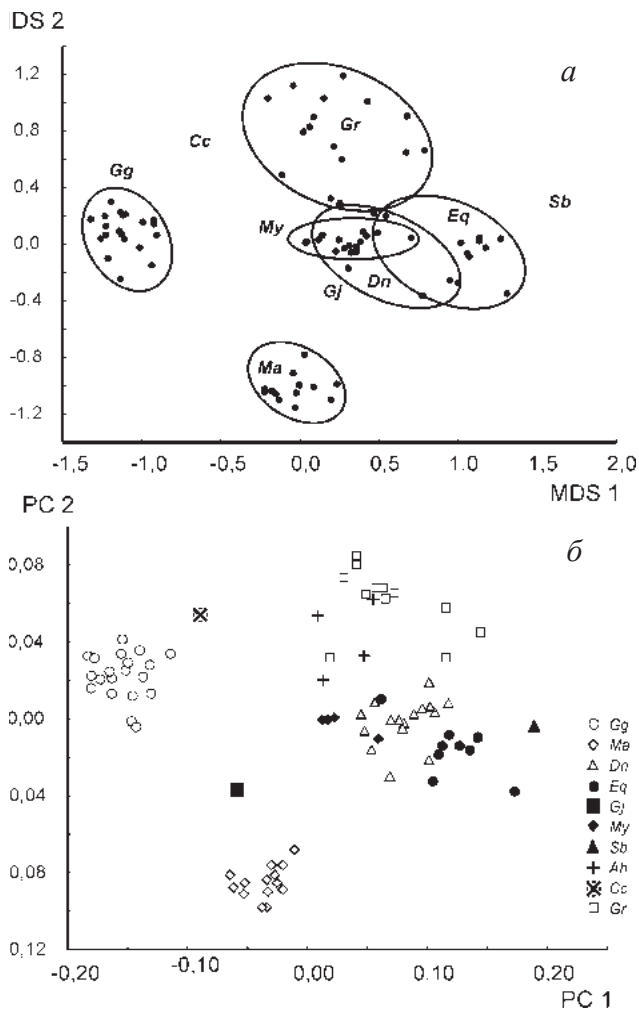 DS 2
a
1,2
0,8
0,4
0,0
-0,4
-0,8
-1,2
Gr
Cc
Gg
Sb
Eq
My
Gj
Dn
Ma
-1,5 -1,0 -0,5 0,0 0,5 1.0 1.5 2,0
MDS 1
PC 2
б
0,08
0,04
0,00
0,04
0,08
0,12
Gg
Ma
Dn
Eq
Gj
My
Sb
Ah
Cc
Gr
-0,20 -0,10 0,00 0,10 0,20
PC 1